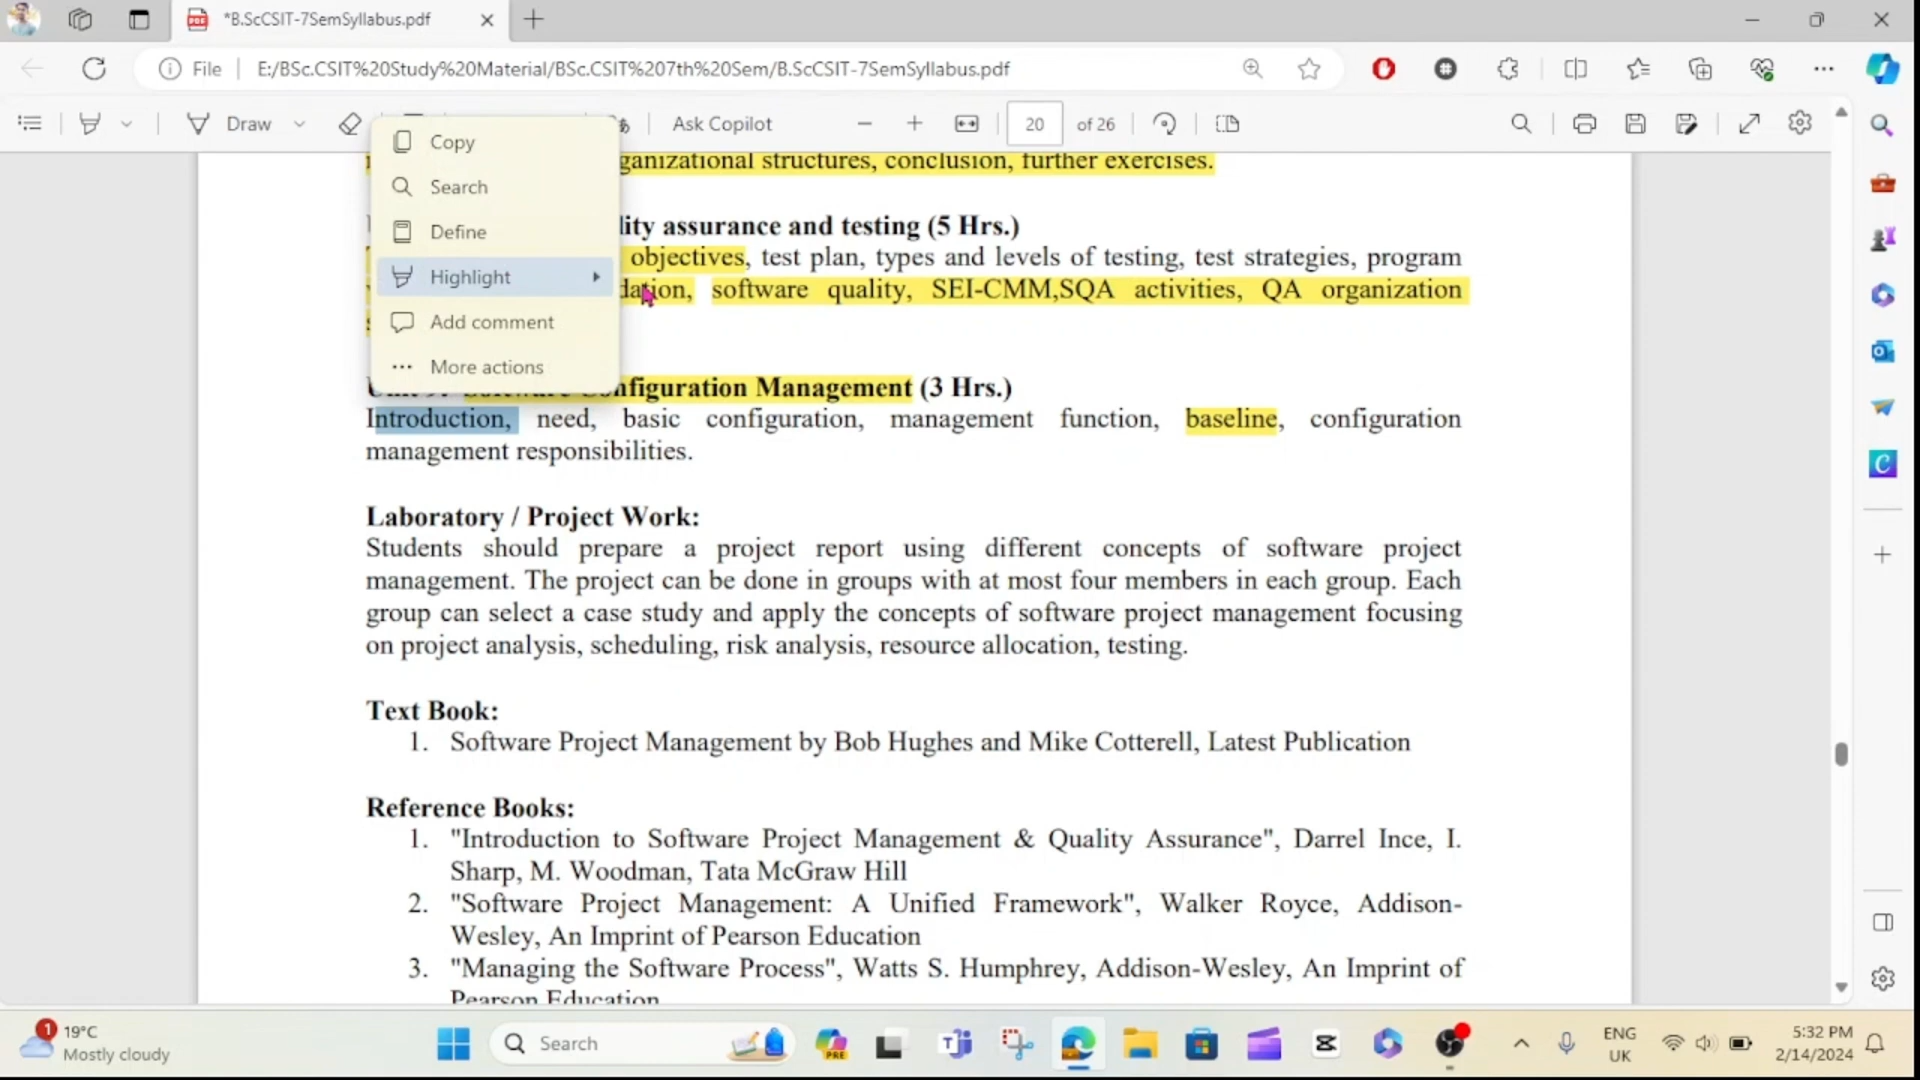 *B.ScCSIT-7SemSyllabus.pdf
File
E:/BSc.CSIT%20Study%20Material/BSc.CSIT%207th%20Sem/B.ScCSIT-7SemSyllabus.pdf
Draw
Ask Copilot
20 of 26
Copy
Search
Define
Highlight
Add comment
More actions
ganizational structures, conclusion, further exercises.
lity assurance and testing (5 Hrs.)
objectives, test plan, types and levels of testing, test strategies, program
dation, software quality, SEI-CMM,SQA activities, QA organization
nfiguration Management (3 Hrs.)
Introduction, need, basic configuration, management function, baseline, configuration
management responsibilities.
Laboratory / Project Work:
Students should prepare a project report using different concepts of software project
management. The project can be done in groups with at most four members in each group. Each
group can select a case study and apply the concepts of software project management focusing
on project analysis, scheduling, risk analysis, resource allocation, testing.
Text Book:
1. Software Project Management by Bob Hughes and Mike Cotterell, Latest Publication
Reference Books:
1. "Introduction to Software Project Management & Quality Assurance", Darrel Ince, I.
Sharp, M. Woodman, Tata McGraw Hill
2. "Software Project Management: A Unified Framework", Walker Royce, Addison-
Wesley, An Imprint of Pearson Education
3. "Managing the Software Process", Watts S. Humphrey, Addison-Wesley, An Imprint of
Pearson Education
1
19°C
Mostly cloudy
Search
PRE
ENG
UK
5:32 PM
2/14/2024